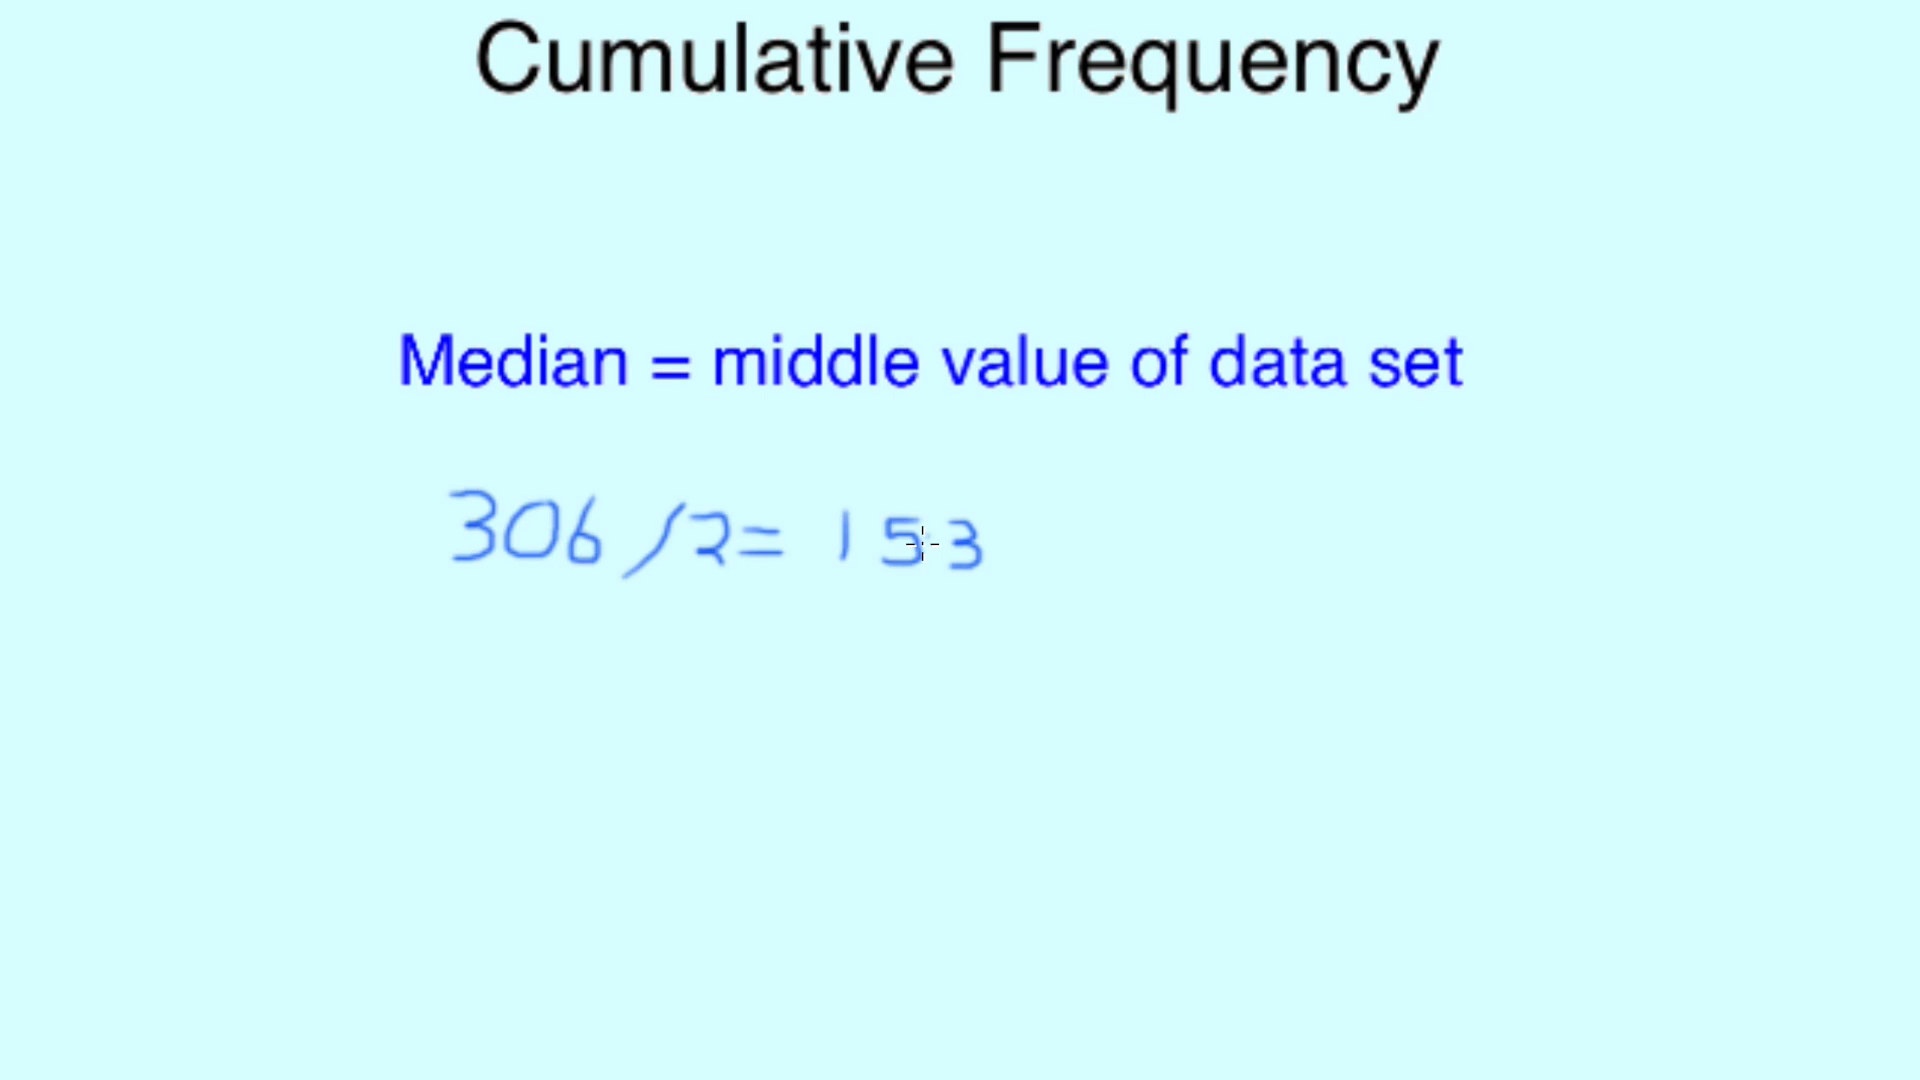 Cumulative Frequency
Median = middle value of data set
306/2= 153